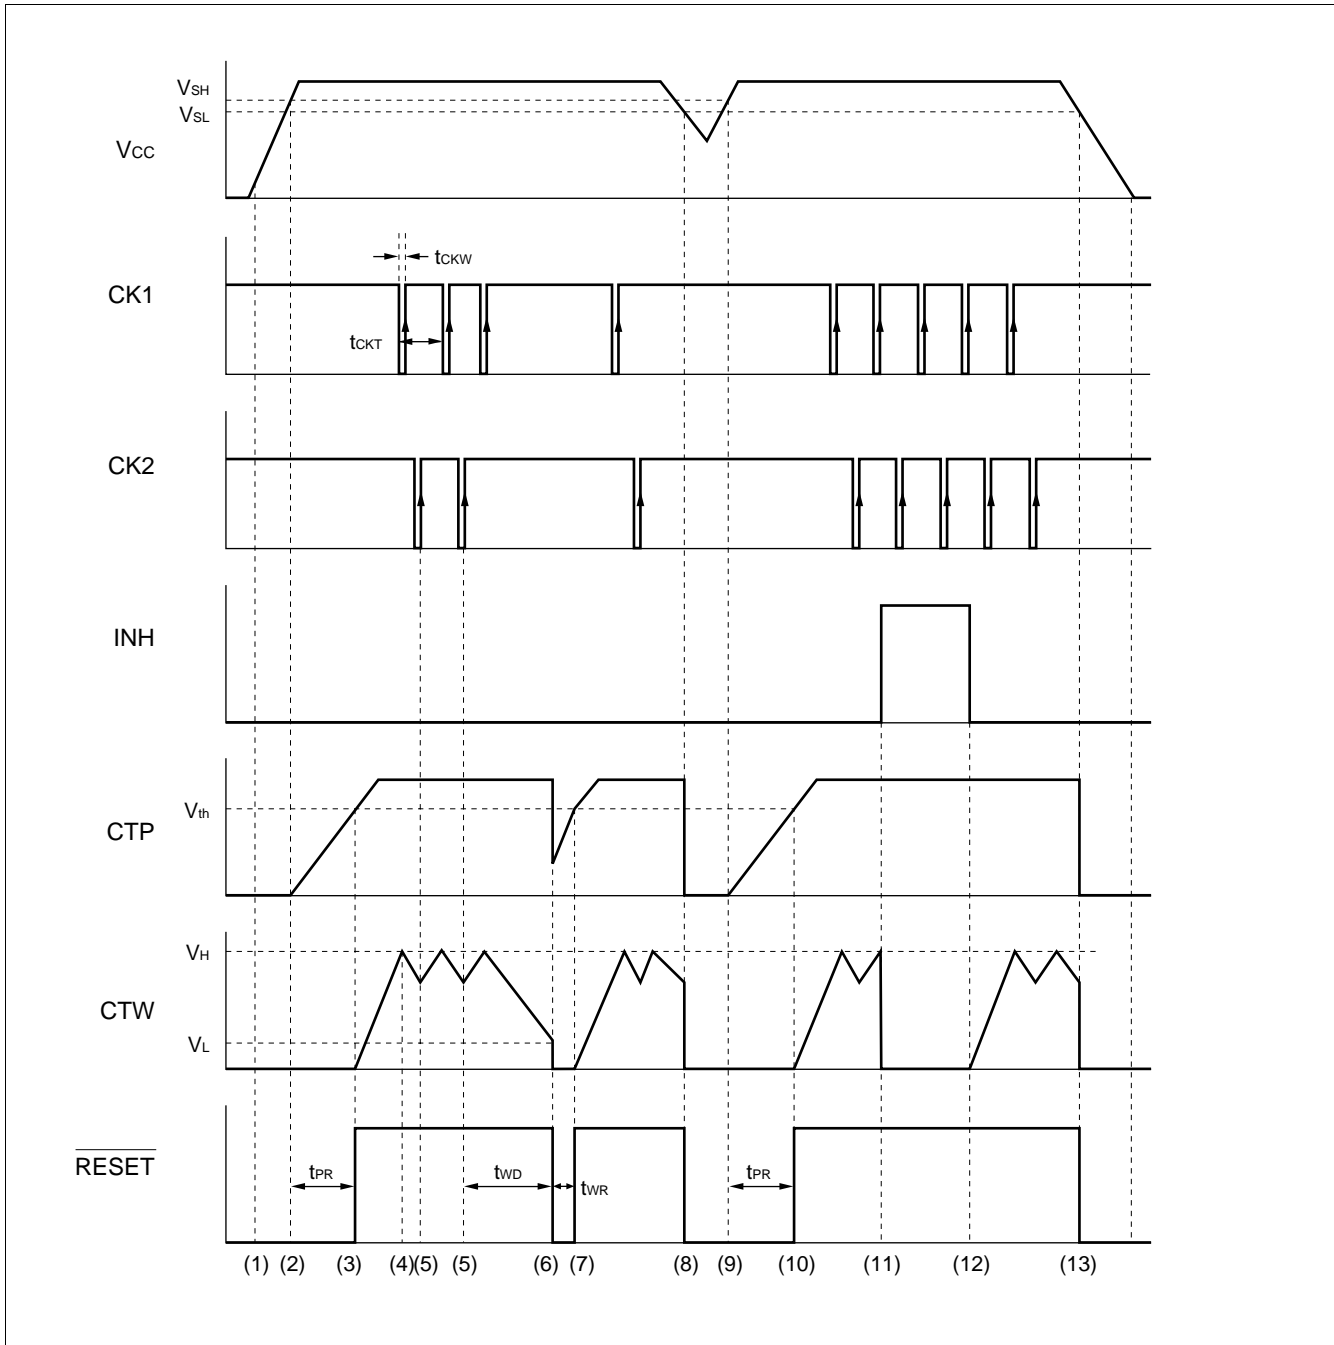 VSH
VSL
VCC
tCKW
CK1
tCKT
CK2
INH
Vth
CTP
VH
CTW
VL
RESET
tPR
tWD
tWR
tPR
(1) (2) (3) (4)(5) (5) (6) (7) (8) (9) (10) (11) (12) (13)